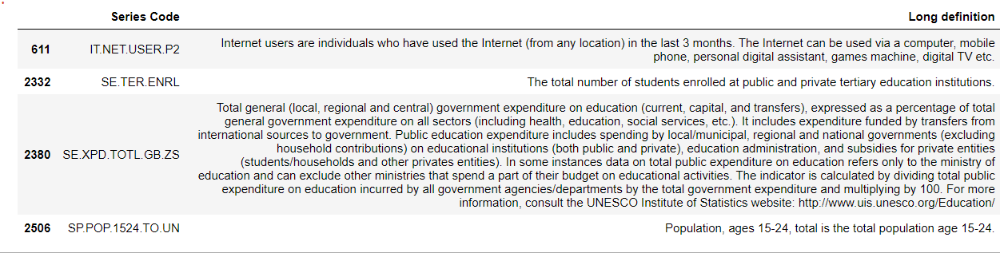 Series Code Long definition
611 IT.NET.USER.P2 Internet users are individuals who have used the Internet (from any location) in the last 3 months. The Internet can be used via a computer, mobile
phone, personal digital assistant, games machine, digital TV etc.
2332 SE.TER.ENRL The total number of students enrolled at public and private tertiary education institutions.
Total general (local, regional and central) government expenditure on education (current, capital, and transfers), expressed as a percentage of total
general government expenditure on all sectors (including health, education, social services, etc.). It includes expenditure funded by transfers from
international sources to government. Public education expenditure includes spending by local/municipal, regional and national governments (excluding
household contributions) on educational institutions (both public and private), education administration, and subsidies for private entities
2380 SE.XPD.TOTL.GB.ZS (students/households and other privates entities). In some instances data on total public expenditure on education refers only to the ministry of
education and can exclude other ministries that spend a part of their budget on educational activities. The indicator is calculated by dividing total public
expenditure on education incurred by all government agencies/departments by the total government expenditure and multiplying by 100. For more
information, consult the UNESCO Institute of Statistics website: http://www.uis.unesco.org/Education/
2506 SP.POP.1524.TO.UN Population, ages 15-24, total is the total population age 15-24.